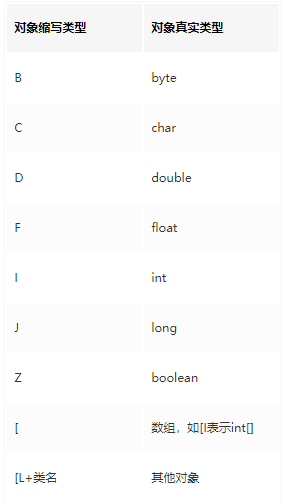 对象缩写类型 对象真实类型
B byte
C char
D double
F float
I int
J long
Z boolean
[ 数组，如[I表示int[]
[L+类名 其他对象